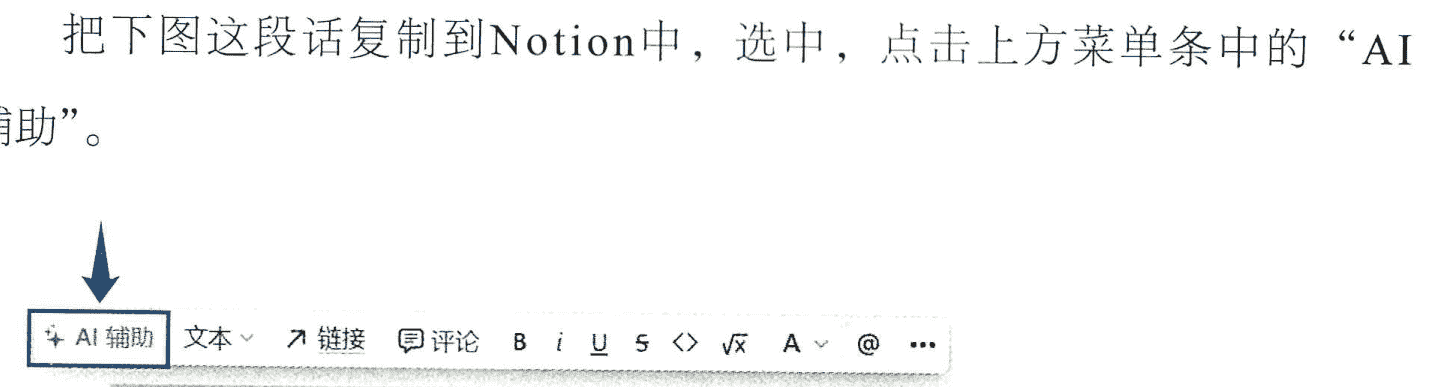 把下图这段话复制到Notion中，选中，点击上方菜单条中的“AI
辅助”。
AI 辅助 文本 链接 评论 B i U S <> √x A @ •••